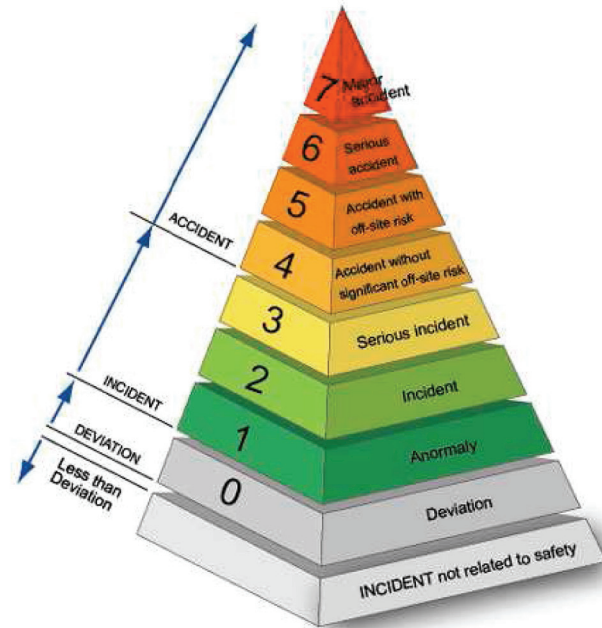 7 Major
accident
6 Serious
accident
5 Accident with
off-site risk
ACCIDENT
4 Accident without
significant off-site risk
3 Serious incident
2 Incident
INCIDENT
1 Anormaly
DEVIATION
0 Deviation
Less than
Deviation
INCIDENT not related to safety